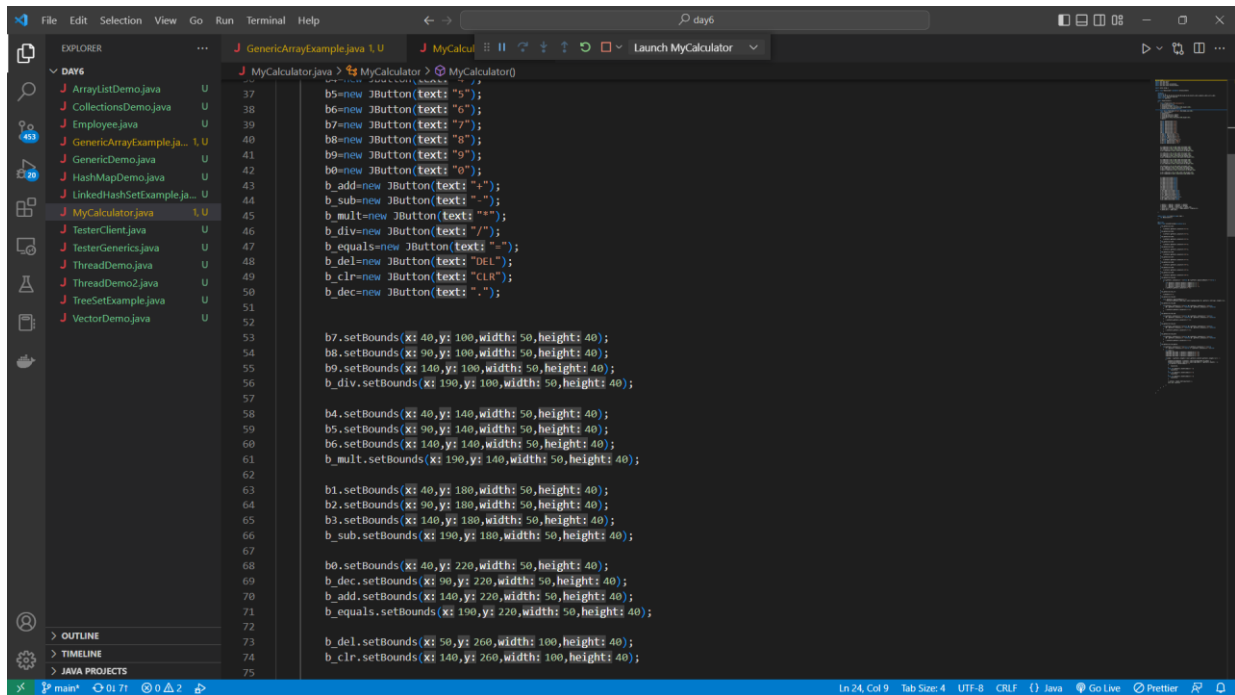 File Edit Selection View Go Run Terminal Help
day6
EXPLORER
GenericArrayExample.java 1, U
J MyCalcul
Launch MyCalculator
DAY6
J ArrayListDemo.java U
J CollectionsDemo.java U
J Employee.java U
J GenericArrayExample.ja... 1, U
J GenericDemo.java U
J HashMapDemo.java U
J LinkedHashSetExample.ja... U
J MyCalculator.java 1, U
J TesterClient.java U
J TesterGenerics.java U
J ThreadDemo.java U
J ThreadDemo2.java U
J TreeSetExample.java U
J VectorDemo.java U
453
20
OUTLINE
TIMELINE
JAVA PROJECTS
J MyCalculator.java > MyCalculator > MyCalculator()
37 b5=new JButton(text: "5");
38 b6=new JButton(text: "6");
39 b7=new JButton(text: "7");
40 b8=new JButton(text: "8");
41 b9=new JButton(text: "9");
42 b0=new JButton(text: "0");
43 b_add=new JButton(text: "+");
44 b_sub=new JButton(text: "-");
45 b_mult=new JButton(text: "*");
46 b_div=new JButton(text: "/");
47 b_equals=new JButton(text: "=");
48 b_del=new JButton(text: "DEL");
49 b_clr=new JButton(text: "CLR");
50 b_dec=new JButton(text: ".");
51
52
53 b7.setBounds(x: 40,y: 100,width: 50,height: 40);
54 b8.setBounds(x: 90,y: 100,width: 50,height: 40);
55 b9.setBounds(x: 140,y: 100,width: 50,height: 40);
56 b_div.setBounds(x: 190,y: 100,width: 50,height: 40);
57
58 b4.setBounds(x: 40,y: 140,width: 50,height: 40);
59 b5.setBounds(x: 90,y: 140,width: 50,height: 40);
60 b6.setBounds(x: 140,y: 140,width: 50,height: 40);
61 b_mult.setBounds(x: 190,y: 140,width: 50,height: 40);
62
63 b1.setBounds(x: 40,y: 180,width: 50,height: 40);
64 b2.setBounds(x: 90,y: 180,width: 50,height: 40);
65 b3.setBounds(x: 140,y: 180,width: 50,height: 40);
66 b_sub.setBounds(x: 190,y: 180,width: 50,height: 40);
67
68 b0.setBounds(x: 40,y: 220,width: 50,height: 40);
69 b_dec.setBounds(x: 90,y: 220,width: 50,height: 40);
70 b_add.setBounds(x: 140,y: 220,width: 50,height: 40);
71 b_equals.setBounds(x: 190,y: 220,width: 50,height: 40);
72
73 b_del.setBounds(x: 50,y: 260,width: 100,height: 40);
74 b_clr.setBounds(x: 140,y: 260,width: 100,height: 40);
75
main* 0↓ 7↑ 0 2 Ln 24, Col 9 Tab Size: 4 UTF-8 CRLF {} Java Go Live Prettier